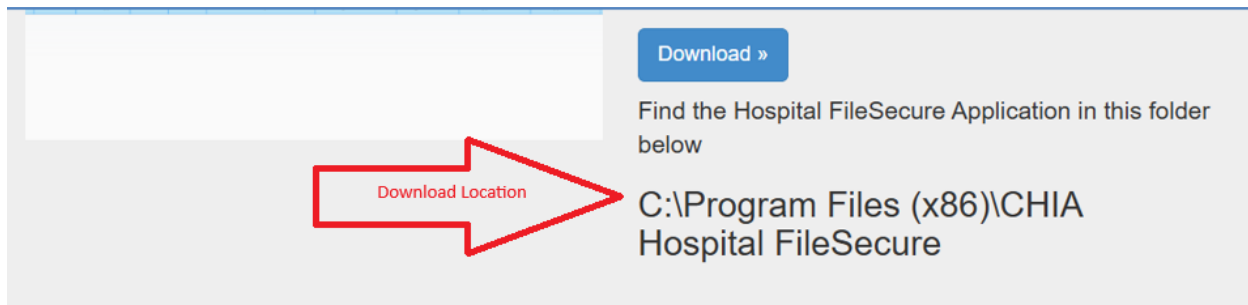 Download »
Find the Hospital FileSecure Application in this folder
below
Download Location
C:\Program Files (x86)\CHIA
Hospital FileSecure